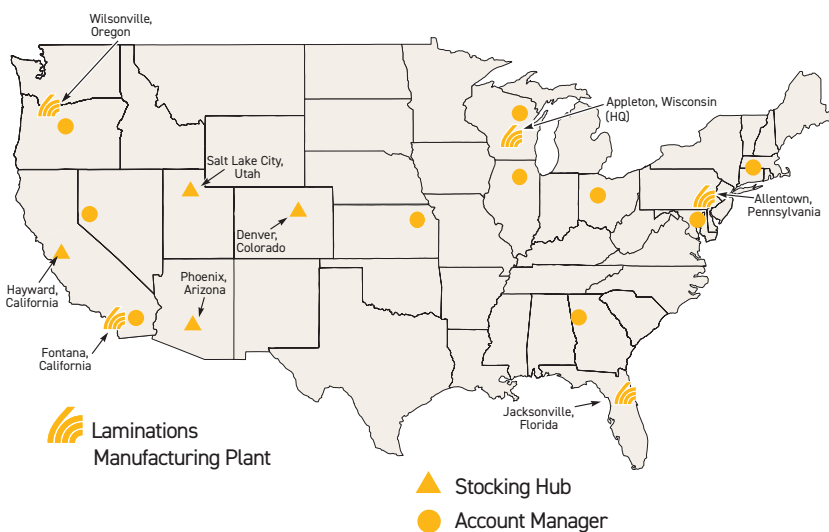 Wilsonville,
Oregon
Appleton, Wisconsin
(HQ)
Salt Lake City,
Utah
Allentown,
Pennsylvania
Denver,
Colorado
Hayward,
California
Phoenix,
Arizona
Fontana,
California
Jacksonville,
Florida
Laminations
Manufacturing Plant
Stocking Hub
Account Manager